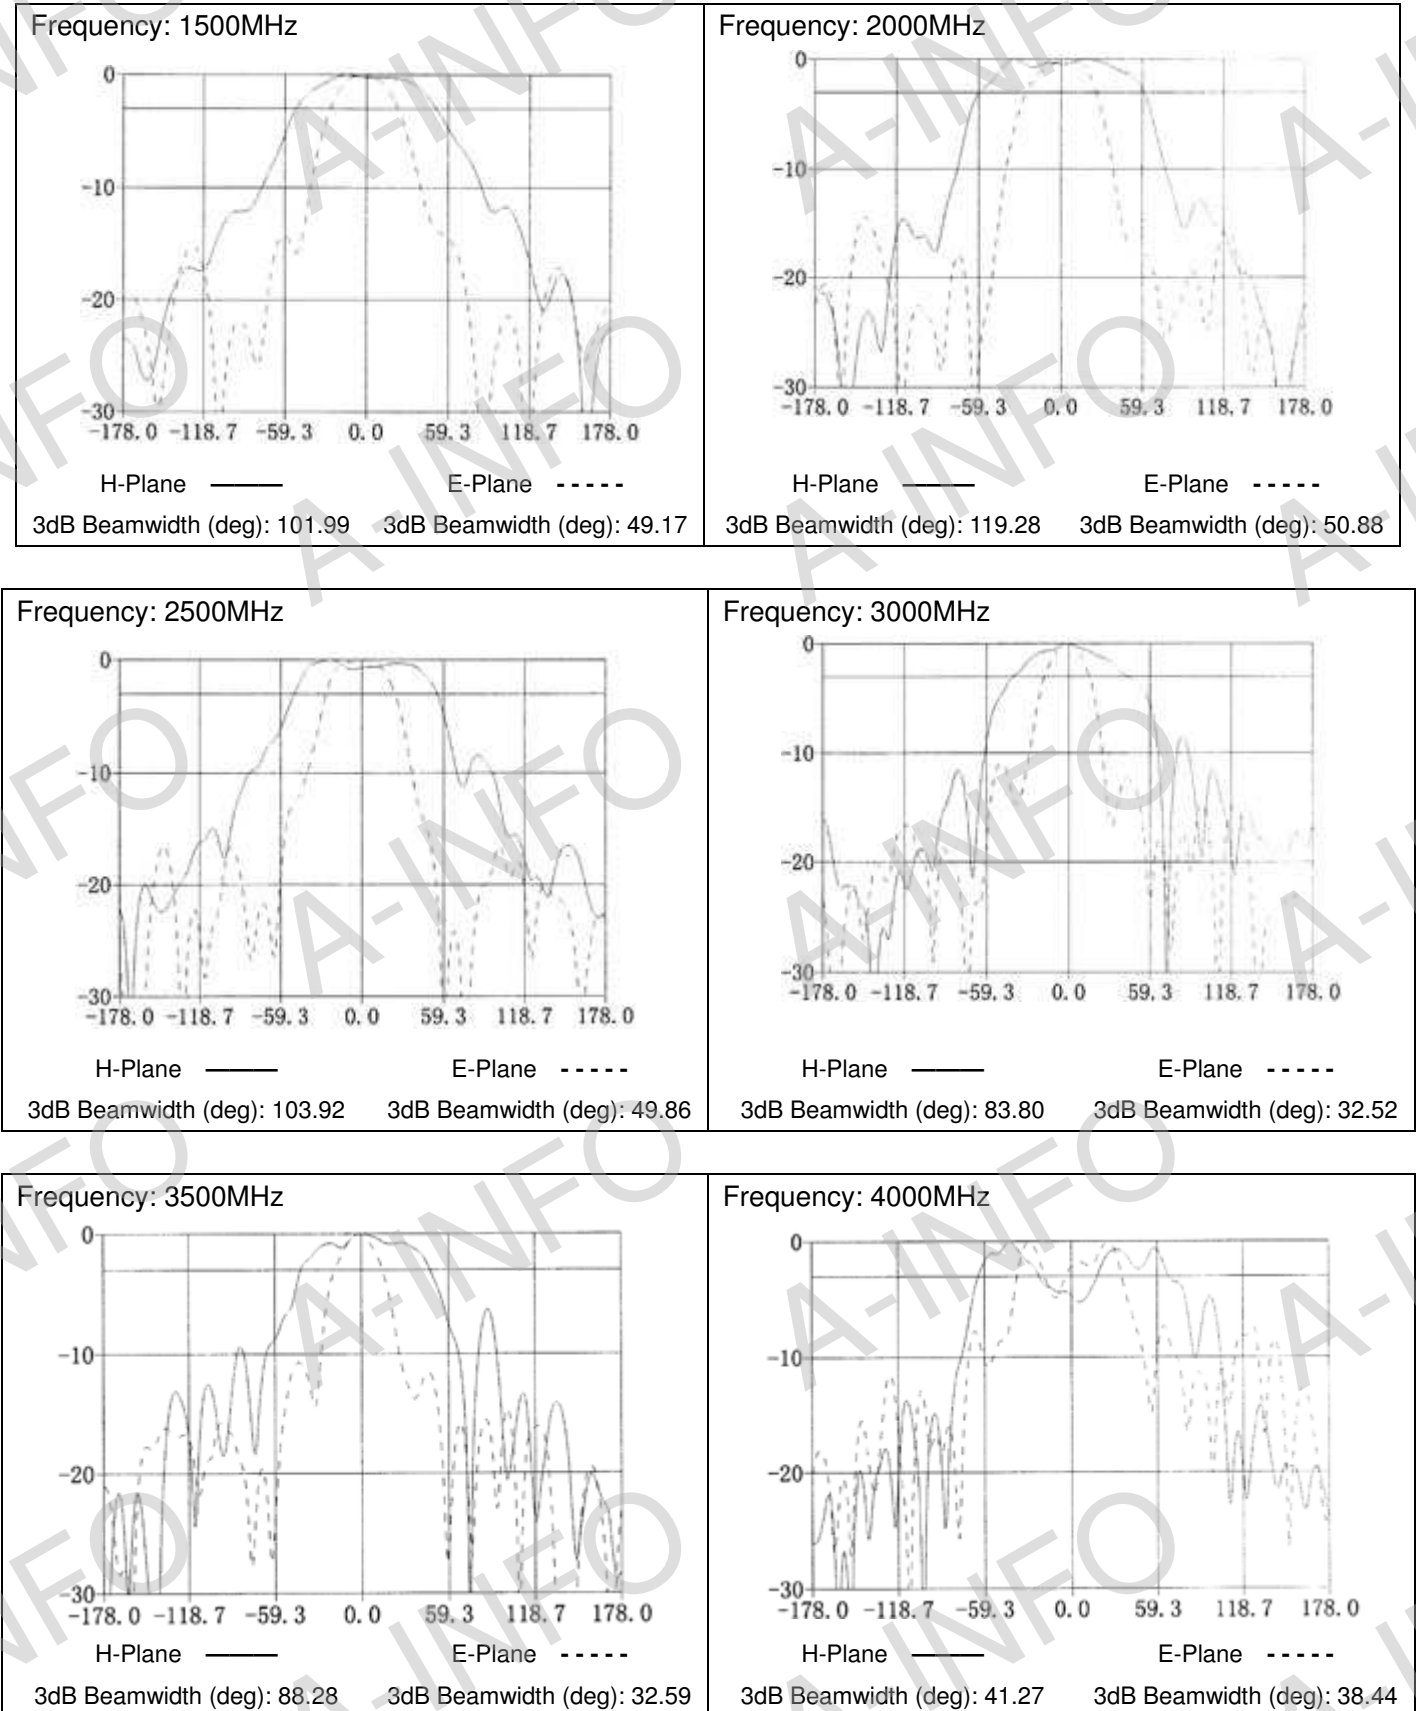 Frequency: 1500MHz
0
-10
-20
-30
-178.0 -118.7 -59.3 0.0 59.3 118.7 178.0
H-Plane E-Plane
3dB Beamwidth (deg): 101.99 3dB Beamwidth (deg): 49.17
Frequency: 2000MHz
0
-10
-20
-30
-178.0 -118.7 -59.3 0.0 59.3 118.7 178.0
H-Plane E-Plane
3dB Beamwidth (deg): 119.28 3dB Beamwidth (deg): 50.88
Frequency: 2500MHz
0
-10
-20
-30
-178.0 -118.7 -59.3 0.0 59.3 118.7 178.0
H-Plane E-Plane
3dB Beamwidth (deg): 103.92 3dB Beamwidth (deg): 49.86
Frequency: 3000MHz
0
-10
-20
-30
-178.0 -118.7 -59.3 0.0 59.3 118.7 178.0
H-Plane E-Plane
3dB Beamwidth (deg): 83.80 3dB Beamwidth (deg): 32.52
Frequency: 3500MHz
0
-10
-20
-30
-178.0 -118.7 -59.3 0.0 59.3 118.7 178.0
H-Plane E-Plane
3dB Beamwidth (deg): 88.28 3dB Beamwidth (deg): 32.59
Frequency: 4000MHz
0
-10
-20
-30
-178.0 -118.7 -59.3 0.0 59.3 118.7 178.0
H-Plane E-Plane
3dB Beamwidth (deg): 41.27 3dB Beamwidth (deg): 38.44
A-INFO